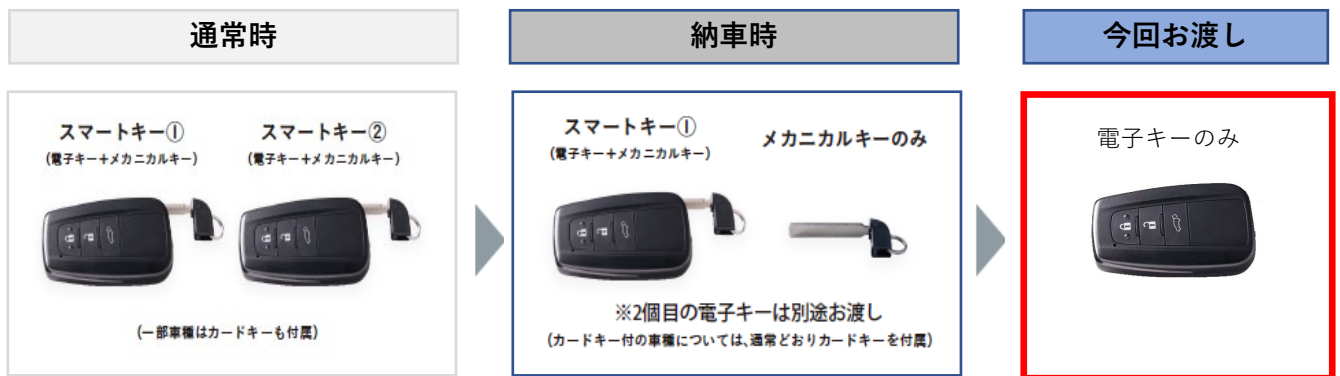 通常時
スマートキー① スマートキー②
(電子キー+メカニカルキー) (電子キー+メカニカルキー)
(一部車種はカードキーも付属)
納車時
スマートキー①
(電子キー+メカニカルキー)
メカニカルキーのみ
※2個目の電子キーは別途お渡し
(カードキー付の車種については、通常どおりカードキーを付属)
今回お渡し
電子キーのみ